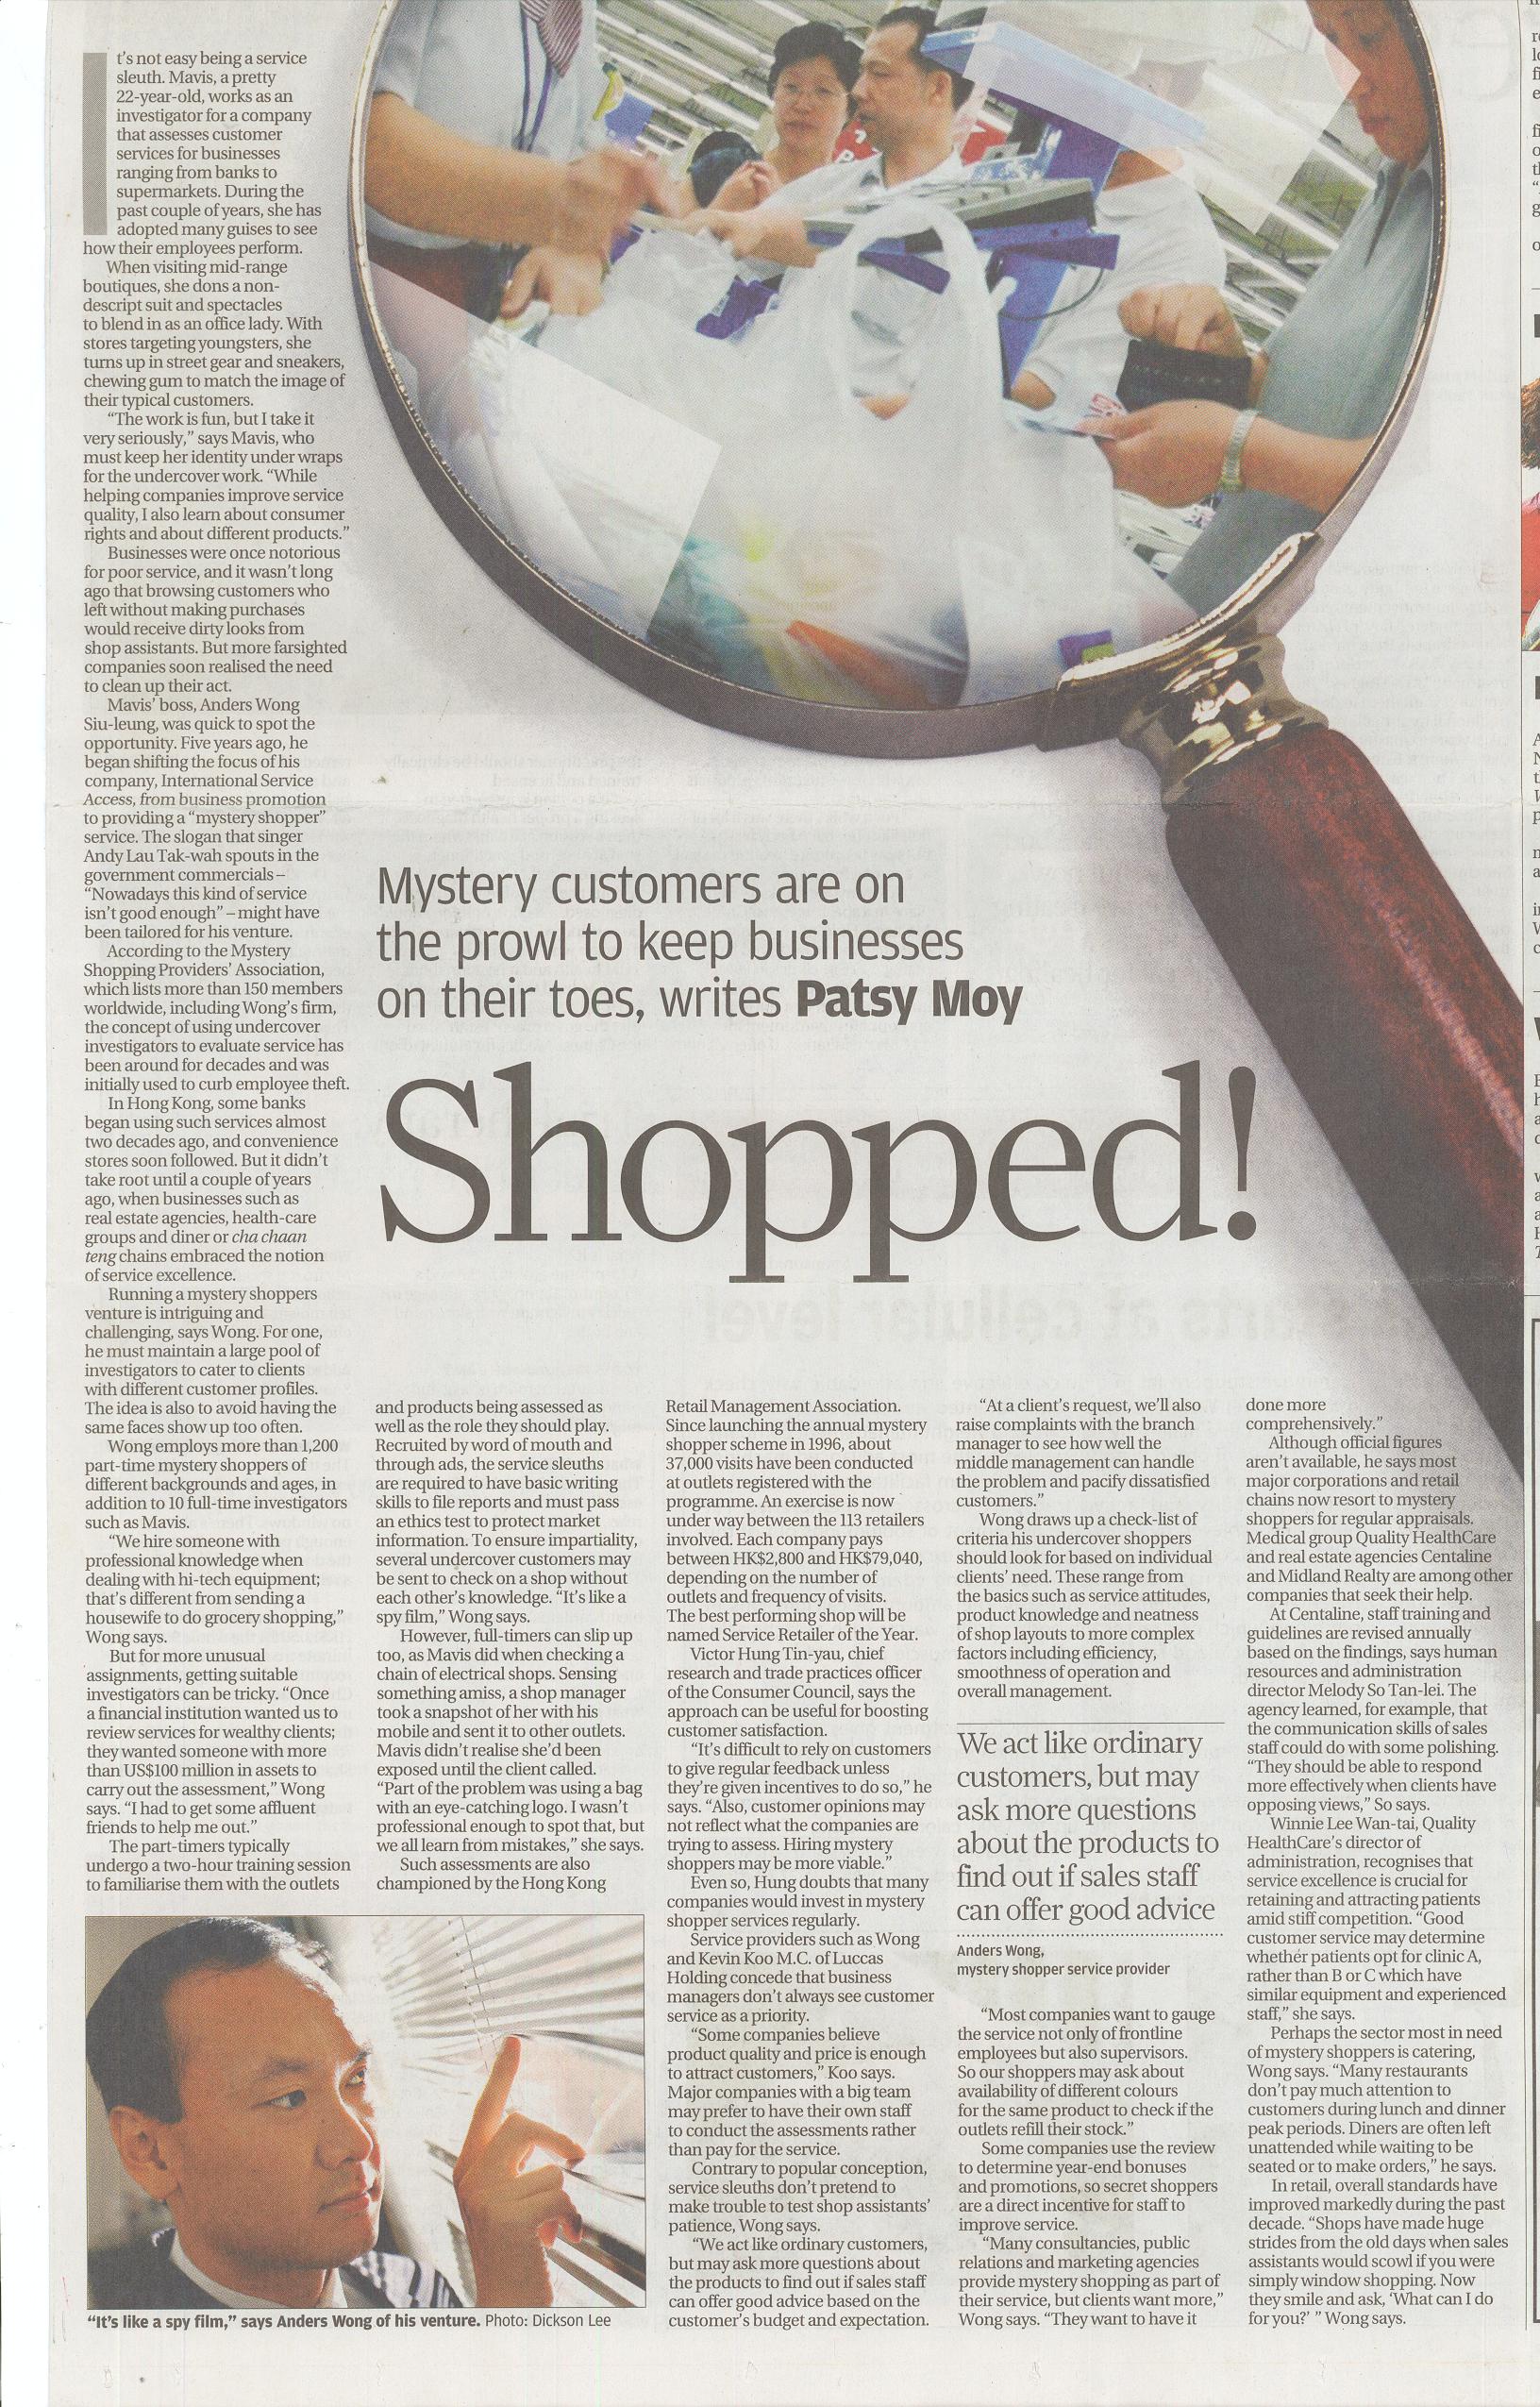 It's not easy being a service
sleuth. Mavis, a pretty
22-year-old, works as an
investigator for a company
that assesses customer
services for businesses
ranging from banks to
supermarkets. During the
past couple of years, she has
adopted many guises to see
how their employees perform.
When visiting mid-range
boutiques, she dons a non-
descript suit and spectacles
to blend in as an office lady. With
stores targeting youngsters, she
turns up in street gear and sneakers,
chewing gum to match the image of
their typical customers.
“The work is fun, but I take it
very seriously,” says Mavis, who
must keep her identity under wraps
for the undercover work. “While
helping companies improve service
quality, I also learn about consumer
rights and about different products.”
Businesses were once notorious
for poor service, and it wasn't long
ago that browsing customers who
left without making purchases
would receive dirty looks from
shop assistants. But more farsighted
companies soon realised the need
to clean up their act.
Mavis' boss, Anders Wong
Siu-leung, was quick to spot the
opportunity. Five years ago, he
began shifting the focus of his
company, International Service
Access, from business promotion
to providing a “mystery shopper”
service. The slogan that singer
Andy Lau Tak-wah spouts in the
government commercials –
“Nowadays this kind of service
isn't good enough” – might have
been tailored for his venture.
According to the Mystery
Shopping Providers' Association,
which lists more than 150 members
worldwide, including Wong's firm,
the concept of using undercover
investigators to evaluate service has
been around for decades and was
initially used to curb employee theft.
In Hong Kong, some banks
began using such services almost
two decades ago, and convenience
stores soon followed. But it didn't
take root until a couple of years
ago, when businesses such as
real estate agencies, health-care
groups and diner or cha chaan
teng chains embraced the notion
of service excellence.
Running a mystery shoppers
venture is intriguing and
challenging, says Wong. For one,
he must maintain a large pool of
investigators to cater to clients
with different customer profiles.
The idea is also to avoid having the
same faces show up too often.
Wong employs more than 1,200
part-time mystery shoppers of
different backgrounds and ages, in
addition to 10 full-time investigators
such as Mavis.
“We hire someone with
professional knowledge when
dealing with hi-tech equipment;
that's different from sending a
housewife to do grocery shopping,”
Wong says.
But for more unusual
assignments, getting suitable
investigators can be tricky. “Once
a financial institution wanted us to
review services for wealthy clients;
they wanted someone with more
than US$100 million in assets to
carry out the assessment,” Wong
says. “I had to get some affluent
friends to help me out.”
The part-timers typically
undergo a two-hour training session
to familiarise them with the outlets
Mystery customers are on
the prowl to keep businesses
on their toes, writes Patsy Moy
Shopped!
and products being assessed as
well as the role they should play.
Recruited by word of mouth and
through ads, the service sleuths
are required to have basic writing
skills to file reports and must pass
an ethics test to protect market
information. To ensure impartiality,
several undercover customers may
be sent to check on a shop without
each other's knowledge. “It's like a
spy film,” Wong says.
However, full-timers can slip up
too, as Mavis did when checking a
chain of electrical shops. Sensing
something amiss, a shop manager
took a snapshot of her with his
mobile and sent it to other outlets.
Mavis didn't realise she'd been
exposed until the client called.
“Part of the problem was using a bag
with an eye-catching logo. I wasn't
professional enough to spot that, but
we all learn from mistakes,” she says.
Such assessments are also
championed by the Hong Kong
“It's like a spy film,” says Anders Wong of his venture. Photo: Dickson Lee
Retail Management Association.
Since launching the annual mystery
shopper scheme in 1996, about
37,000 visits have been conducted
at outlets registered with the
programme. An exercise is now
under way between the 113 retailers
involved. Each company pays
between HK$2,800 and HK$79,040,
depending on the number of
outlets and frequency of visits.
The best performing shop will be
named Service Retailer of the Year.
Victor Hung Tin-yau, chief
research and trade practices officer
of the Consumer Council, says the
approach can be useful for boosting
customer satisfaction.
“It's difficult to rely on customers
to give regular feedback unless
they're given incentives to do so,” he
says. “Also, customer opinions may
not reflect what the companies are
trying to assess. Hiring mystery
shoppers may be more viable.”
Even so, Hung doubts that many
companies would invest in mystery
shopper services regularly.
Service providers such as Wong
and Kevin Koo M.C. of Luccas
Holding concede that business
managers don't always see customer
service as a priority.
“Some companies believe
product quality and price is enough
to attract customers,” Koo says.
Major companies with a big team
may prefer to have their own staff
to conduct the assessments rather
than pay for the service.
Contrary to popular conception,
service sleuths don't pretend to
make trouble to test shop assistants'
patience, Wong says.
“We act like ordinary customers,
but may ask more questions about
the products to find out if sales staff
can offer good advice based on the
customer's budget and expectation.
“At a client's request, we'll also
raise complaints with the branch
manager to see how well the
middle management can handle
the problem and pacify dissatisfied
customers.”
Wong draws up a check-list of
criteria his undercover shoppers
should look for based on individual
clients' need. These range from
the basics such as service attitudes,
product knowledge and neatness
of shop layouts to more complex
factors including efficiency,
smoothness of operation and
overall management.
We act like ordinary
customers, but may
ask more questions
about the products to
find out if sales staff
can offer good advice
Anders Wong,
mystery shopper service provider
“Most companies want to gauge
the service not only of frontline
employees but also supervisors.
So our shoppers may ask about
availability of different colours
for the same product to check if the
outlets refill their stock.”
Some companies use the review
to determine year-end bonuses
and promotions, so secret shoppers
are a direct incentive for staff to
improve service.
“Many consultancies, public
relations and marketing agencies
provide mystery shopping as part of
their service, but clients want more,”
Wong says. “They want to have it
done more
comprehensively.”
Although official figures
aren't available, he says most
major corporations and retail
chains now resort to mystery
shoppers for regular appraisals.
Medical group Quality HealthCare
and real estate agencies Centaline
and Midland Realty are among other
companies that seek their help.
At Centaline, staff training and
guidelines are revised annually
based on the findings, says human
resources and administration
director Melody So Tan-lei. The
agency learned, for example, that
the communication skills of sales
staff could do with some polishing.
“They should be able to respond
more effectively when clients have
opposing views,” So says.
Winnie Lee Wan-tai, Quality
HealthCare's director of
administration, recognises that
service excellence is crucial for
retaining and attracting patients
amid stiff competition. “Good
customer service may determine
whether patients opt for clinic A,
rather than B or C which have
similar equipment and experienced
staff,” she says.
Perhaps the sector most in need
of mystery shoppers is catering,
Wong says. “Many restaurants
don't pay much attention to
customers during lunch and dinner
peak periods. Diners are often left
unattended while waiting to be
seated or to make orders,” he says.
In retail, overall standards have
improved markedly during the past
decade. “Shops have made huge
strides from the old days when sales
assistants would scowl if you were
simply window shopping. Now
they smile and ask, ‘What can I do
for you?’ ” Wong says.